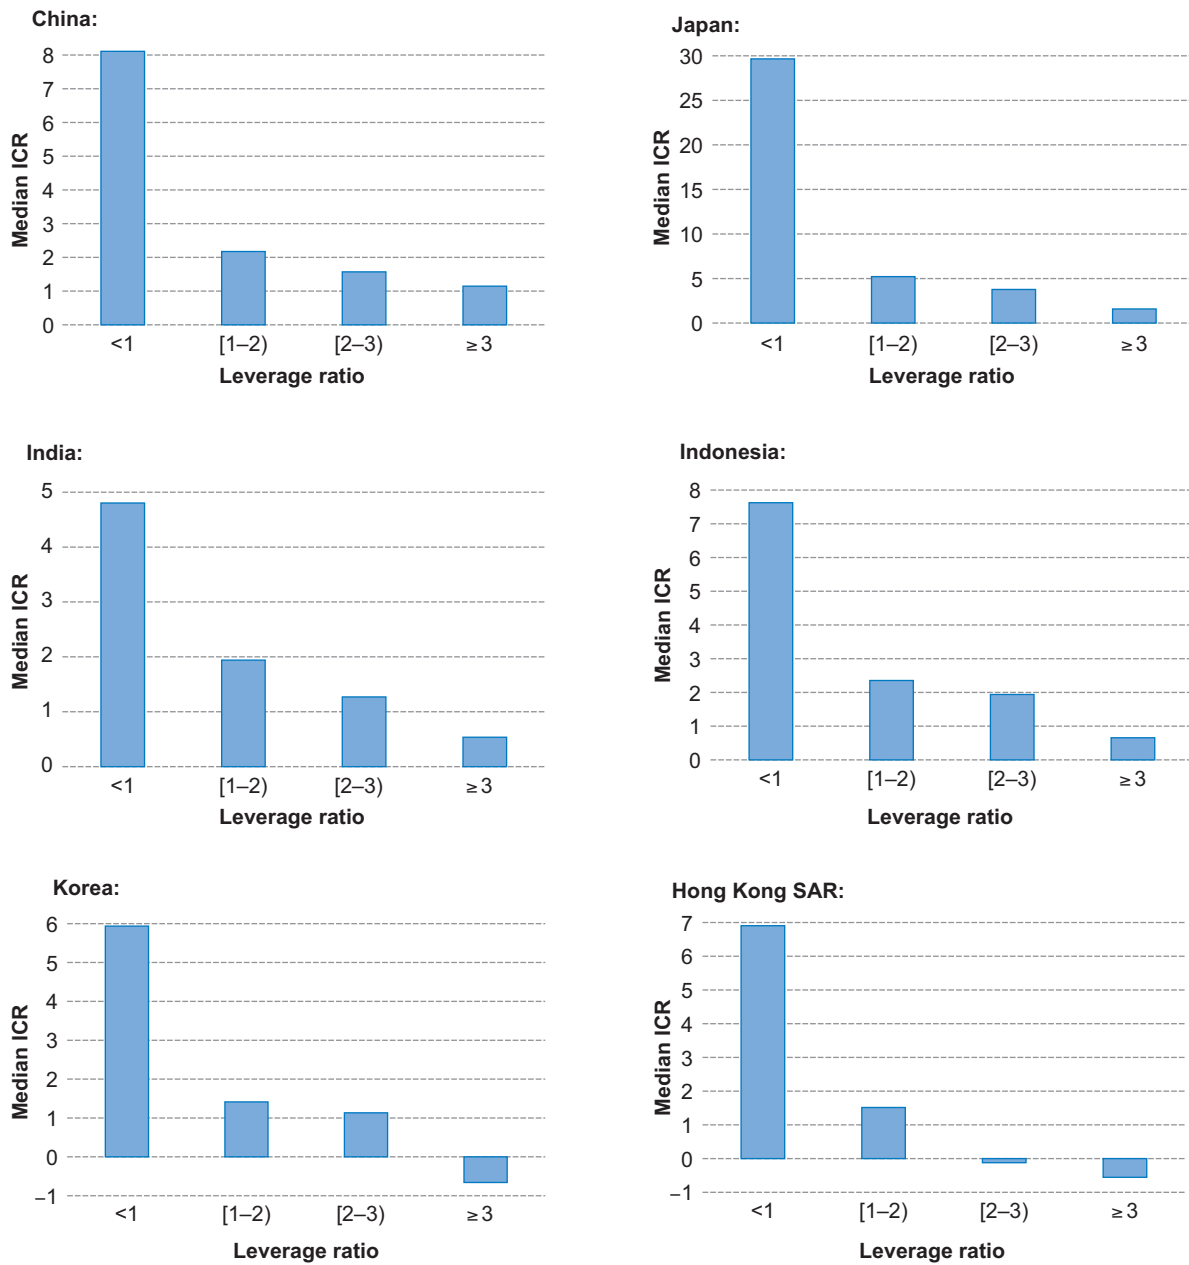 China:
8
7
6
5
4
3
2
1
0
Median ICR
<1 [1–2) [2–3) ≥3
Leverage ratio
Japan:
30
25
20
15
10
5
0
Median ICR
<1 [1–2) [2–3) ≥3
Leverage ratio
India:
5
4
3
2
1
0
Median ICR
<1 [1–2) [2–3) ≥3
Leverage ratio
Indonesia:
8
7
6
5
4
3
2
1
0
Median ICR
<1 [1–2) [2–3) ≥3
Leverage ratio
Korea:
6
5
4
3
2
1
0
–1
Median ICR
<1 [1–2) [2–3) ≥3
Leverage ratio
Hong Kong SAR:
7
6
5
4
3
2
1
0
–1
Median ICR
<1 [1–2) [2–3) ≥3
Leverage ratio